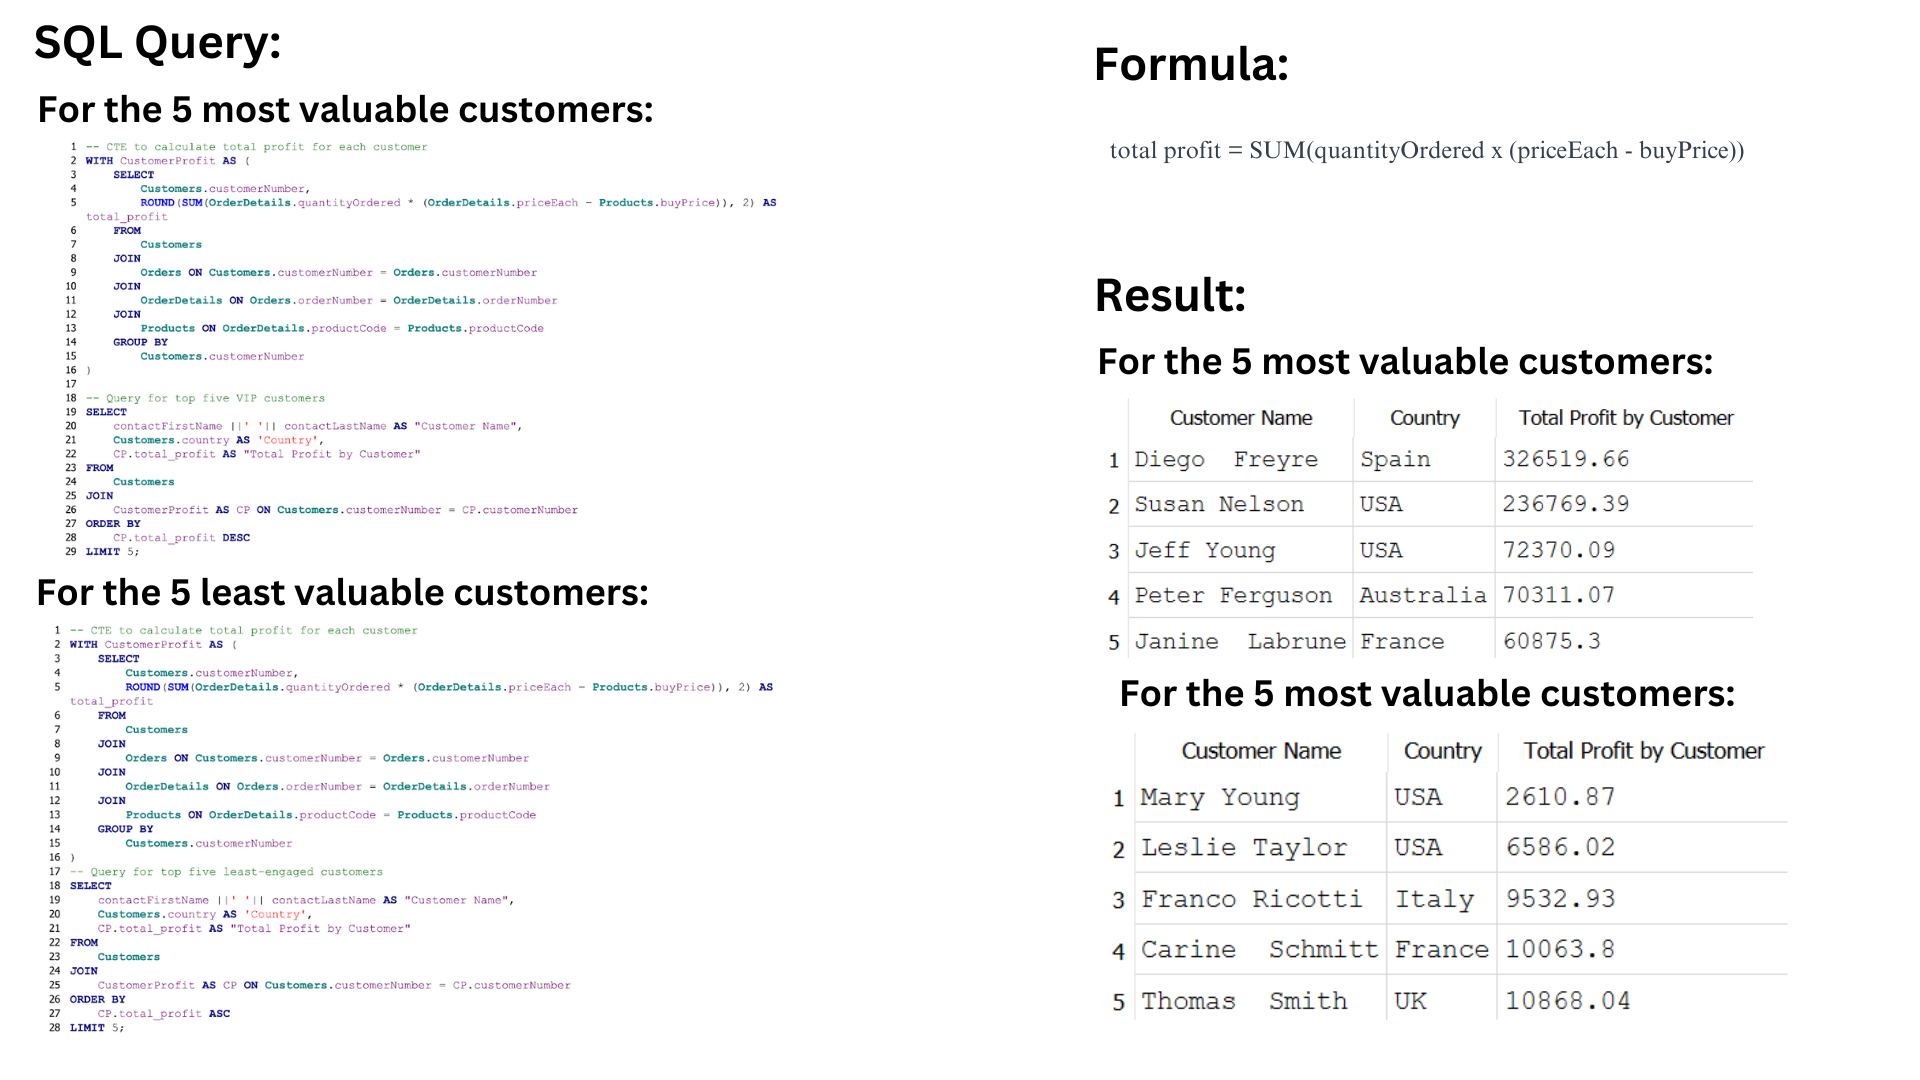 SQL Query:
For the 5 most valuable customers:
1 -- CTE to calculate total profit for each customer
2 WITH CustomerProfit AS (
3 SELECT
4 Customers.customerNumber,
5 ROUND(SUM(OrderDetails.quantityOrdered * (OrderDetails.priceEach - Products.buyPrice)), 2) AS
total_profit
6 FROM
7 Customers
8 JOIN
9 Orders ON Customers.customerNumber = Orders.customerNumber
10 JOIN
11 OrderDetails ON Orders.orderNumber = OrderDetails.orderNumber
12 JOIN
13 Products ON OrderDetails.productCode = Products.productCode
14 GROUP BY
15 Customers.customerNumber
16 )
17
18 -- Query for top five VIP customers
19 SELECT
20 contactFirstName ||' '|| contactLastName AS "Customer Name",
21 Customers.country AS 'Country',
22 CP.total_profit AS "Total Profit by Customer"
23 FROM
24 Customers
25 JOIN
26 CustomerProfit AS CP ON Customers.customerNumber = CP.customerNumber
27 ORDER BY
28 CP.total_profit DESC
29 LIMIT 5;
For the 5 least valuable customers:
1 -- CTE to calculate total profit for each customer
2 WITH CustomerProfit AS (
3 SELECT
4 Customers.customerNumber,
5 ROUND(SUM(OrderDetails.quantityOrdered * (OrderDetails.priceEach - Products.buyPrice)), 2) AS
total_profit
6 FROM
7 Customers
8 JOIN
9 Orders ON Customers.customerNumber = Orders.customerNumber
10 JOIN
11 OrderDetails ON Orders.orderNumber = OrderDetails.orderNumber
12 JOIN
13 Products ON OrderDetails.productCode = Products.productCode
14 GROUP BY
15 Customers.customerNumber
16 )
17 -- Query for top five least-engaged customers
18 SELECT
19 contactFirstName ||' '|| contactLastName AS "Customer Name",
20 Customers.country AS 'Country',
21 CP.total_profit AS "Total Profit by Customer"
22 FROM
23 Customers
24 JOIN
25 CustomerProfit AS CP ON Customers.customerNumber = CP.customerNumber
26 ORDER BY
27 CP.total_profit ASC
28 LIMIT 5;
Formula:
total profit = SUM(quantityOrdered x (priceEach - buyPrice))
Result:
For the 5 most valuable customers:
Customer Name Country Total Profit by Customer
1 Diego  Freyre Spain 326519.66
2 Susan Nelson USA 236769.39
3 Jeff Young USA 72370.09
4 Peter Ferguson Australia 70311.07
5 Janine  Labrune France 60875.3
For the 5 most valuable customers:
Customer Name Country Total Profit by Customer
1 Mary Young USA 2610.87
2 Leslie Taylor USA 6586.02
3 Franco Ricotti Italy 9532.93
4 Carine  Schmitt France 10063.8
5 Thomas  Smith UK 10868.04